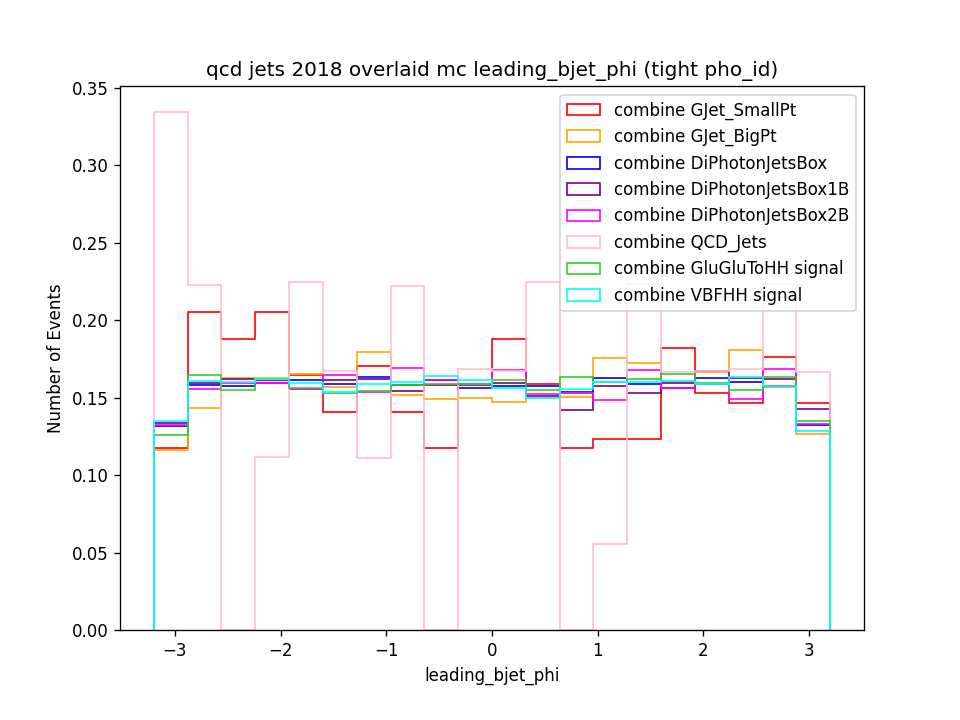 qcd jets 2018 overlaid mc leading_bjet_phi (tight pho_id)
0.35
0.30
0.25
0.20
0.15
0.10
0.05
0.00
Number of Events
combine GJet_SmallPt
combine GJet_BigPt
combine DiPhotonJetsBox
combine DiPhotonJetsBox1B
combine DiPhotonJetsBox2B
combine QCD_Jets
combine GluGluToHH signal
combine VBFHH signal
−3 −2 −1 0 1 2 3
leading_bjet_phi